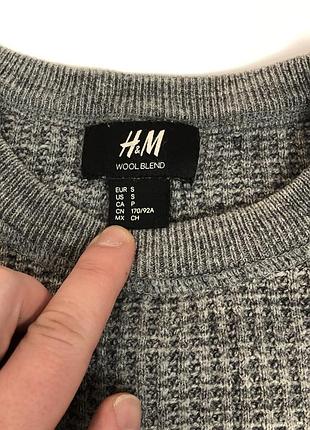 H&M
WOOL BLEND
EUR S
US S
CA P
CN 170/92A
MX CH